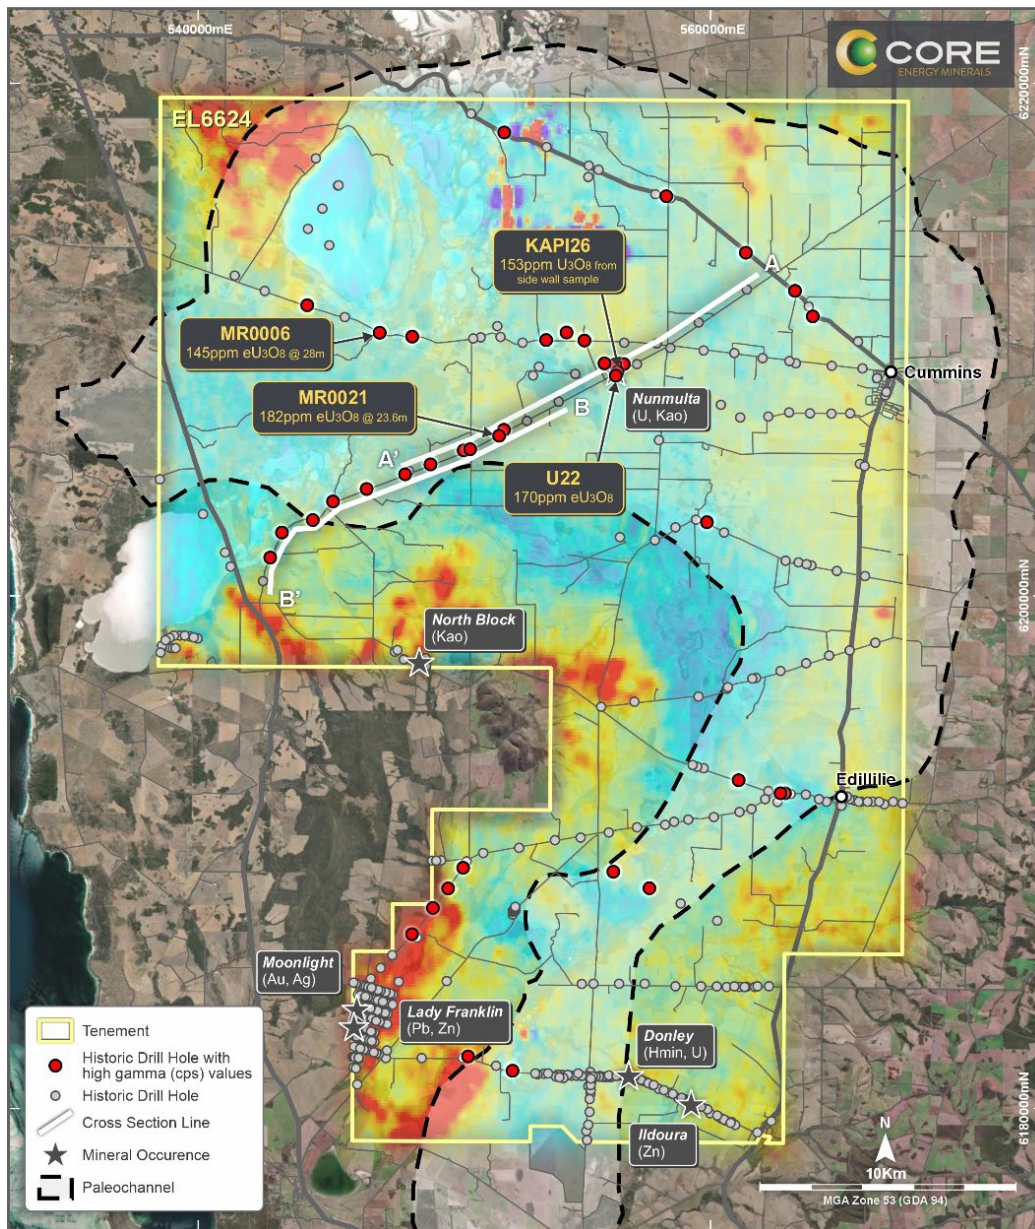 540000mE
560000mE
CORE
ENERGY MINERALS
6220000mN
EL6624
KAPI26
153ppm U3O8 from
side wall sample
A
MR0006
145ppm eU3O8 @ 28m
Cummins
MR0021
182ppm eU3O8 @ 23.6m
Nunmulta
(U, Kao)
B
A'
U22
170ppm eU3O8
B'
6200000mN
North Block
(Kao)
Edillilie
Moonlight
(Au, Ag)
Lady Franklin
(Pb, Zn)
Donley
(Hmin, U)
Ildoura
(Zn)
6180000mN
Tenement
Historic Drill Hole with
high gamma (cps) values
Historic Drill Hole
Cross Section Line
Mineral Occurence
Paleochannel
N
10Km
MGA Zone 53 (GDA 94)